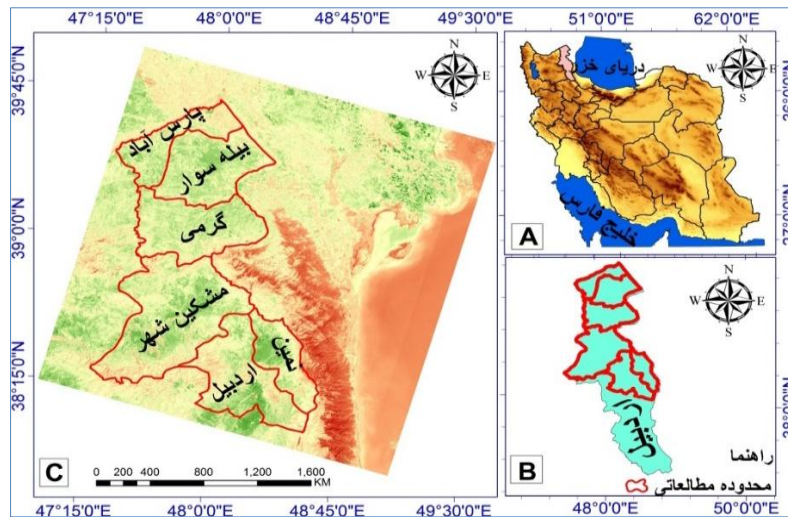 47°15'0"E 48°0'0"E 48°45'0"E 49°30'0"E
39°45'0"N
39°0'0"N
38°15'0"N
N
W E
S
پارس آباد
بیله سوار
گرمی
مشکین شهر
نمین
اردبیل
C
0 200 400 800 1,200 1,600
KM
47°15'0"E 48°0'0"E 48°45'0"E 49°30'0"E
51°0'0"E 62°0'0"E
N
W E
S
دریای خزر
خلیج فارس
A
N
W E
S
اردبیل
B
راهنما
محدوده مطالعاتی
38°0'0"N
48°0'0"E 50°0'0"E